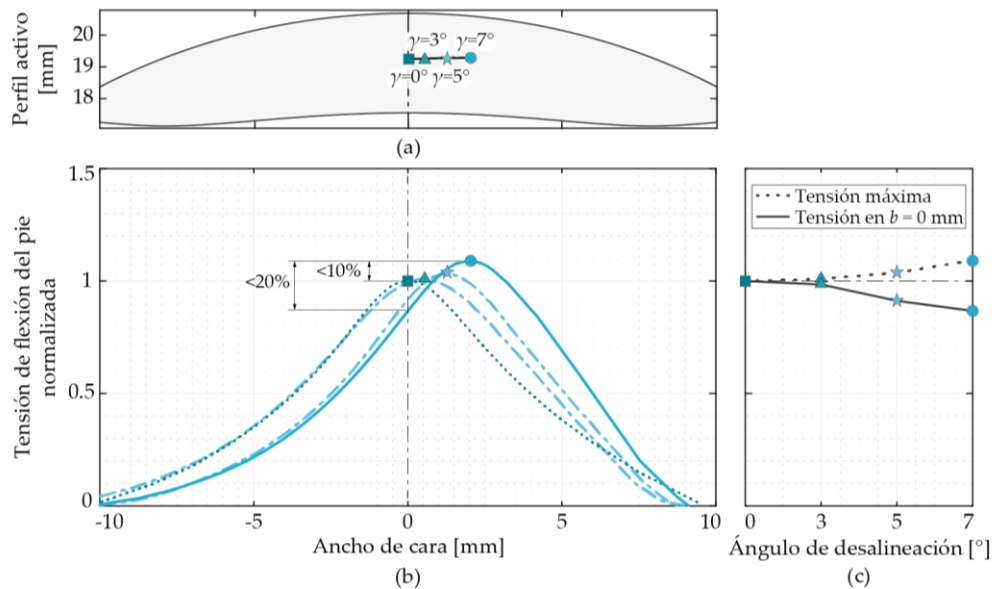 Perfil activo
[mm]
20
19
18
γ=3° γ=7°
γ=0° γ=5°
(a)
Tensión de flexión del pie
normalizada
1.5
1
0.5
0
<20%
<10%
-10 -5 0 5 10
Ancho de cara [mm]
(b)
Tensión máxima
Tensión en b = 0 mm
0 3 5 7
Ángulo de desalineación [°]
(c)